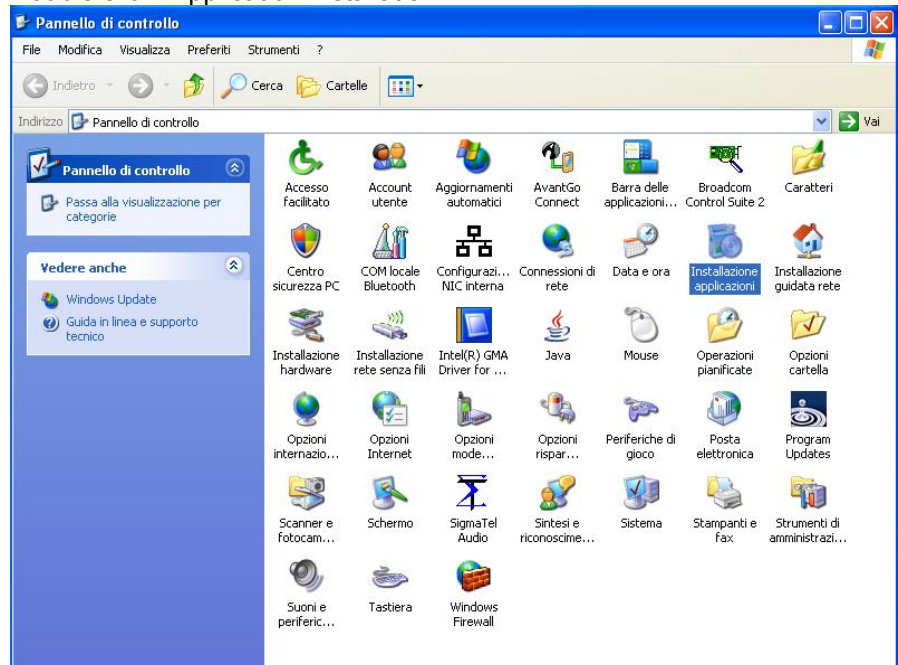 Pannello di controllo
File Modifica Visualizza Preferiti Strumenti ?
Indietro Cerca Cartelle
Indirizzo Pannello di controllo Vai
Pannello di controllo
Passa alla visualizzazione per
categorie
Vedere anche
Windows Update
Guida in linea e supporto
tecnico
Accesso
facilitato
Account
utente
Aggiornamenti
automatici
AvantGo
Connect
Barra delle
applicazioni...
Broadcom
Control Suite 2
Caratteri
Centro
sicurezza PC
COM locale
Bluetooth
Configurazi...
NIC interna
Connessioni di
rete
Data e ora
Installazione
applicazioni
Installazione
guidata rete
Installazione
hardware
Installazione
rete senza fili
Intel(R) GMA
Driver for ...
Java
Mouse
Operazioni
pianificate
Opzioni
cartella
Opzioni
internazio...
Opzioni
Internet
Opzioni
mode...
Opzioni
rispar...
Periferiche di
gioco
Posta
elettronica
Program
Updates
Scanner e
fotocam...
Schermo
SigmaTel
Audio
Sintesi e
riconoscime...
Sistema
Stampanti e
fax
Strumenti di
amministrazi...
Suoni e
periferic...
Tastiera
Windows
Firewall